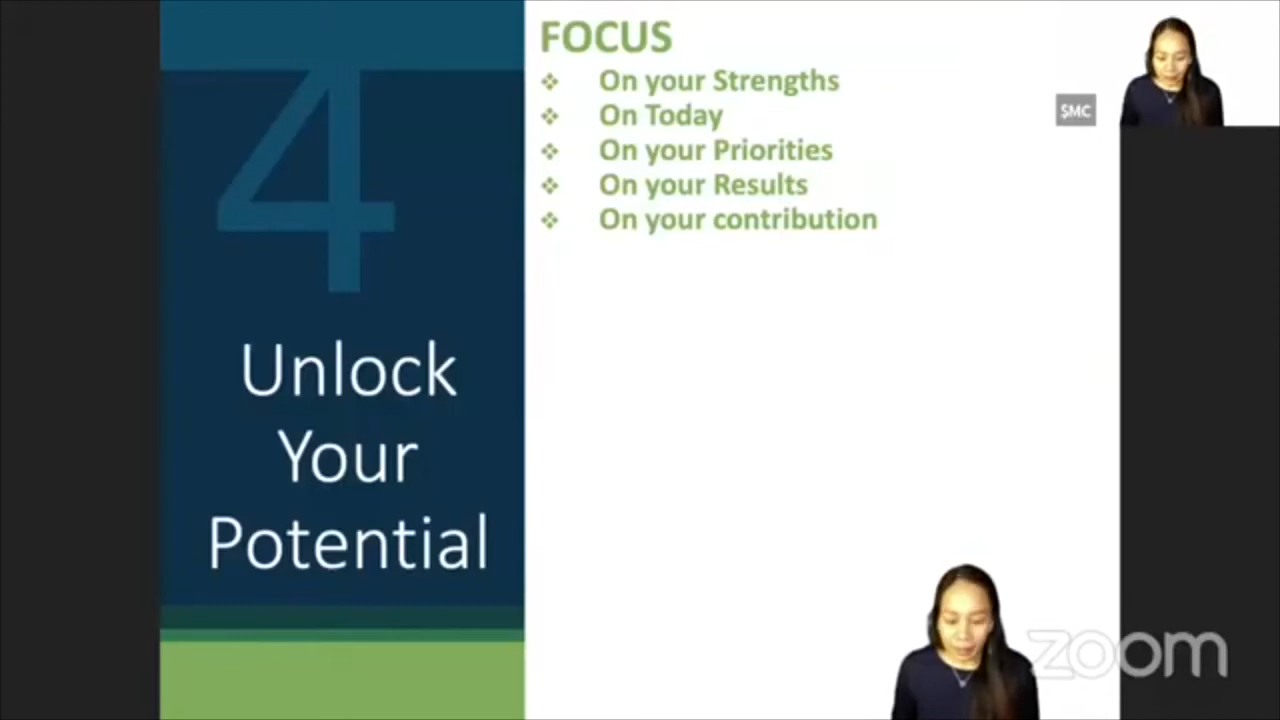 4
Unlock
Your
Potential
FOCUS
❖ On your Strengths
❖ On Today
❖ On your Priorities
❖ On your Results
❖ On your contribution
$MC
zoom